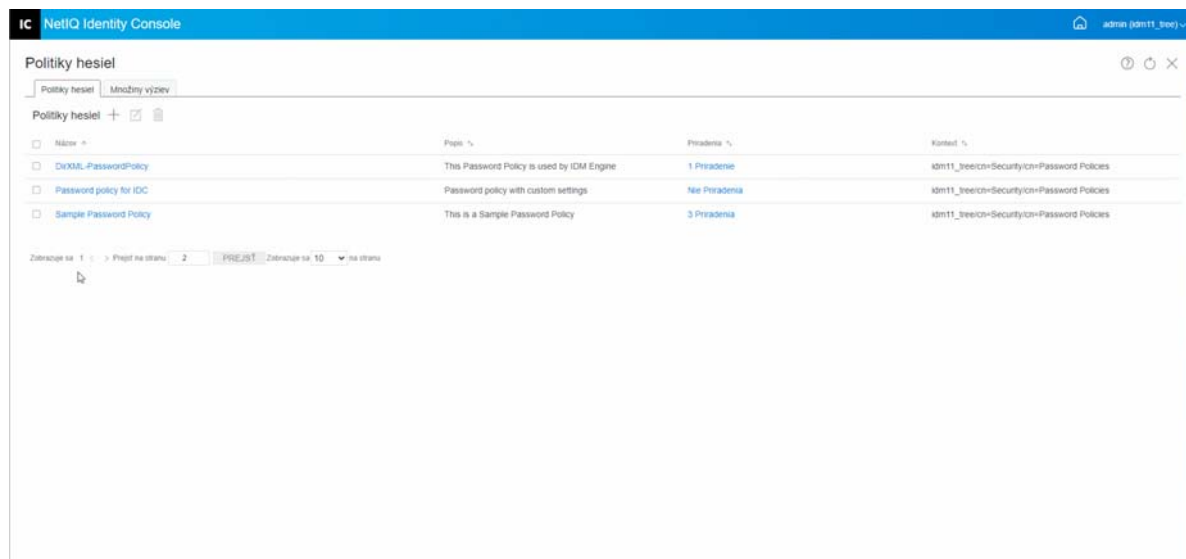 IC NetIQ Identity Console admin (idm11_tree)
Politiky hesiel
Politiky hesiel Množiny výziev
Politiky hesiel
Názov Popis Priradenia Kontext
DirXML-PasswordPolicy This Password Policy is used by IDM Engine 1 Priradenie idm11_tree/cn=Security/cn=Password Policies
Password policy for IDC Password policy with custom settings Nie Priradenia idm11_tree/cn=Security/cn=Password Policies
Sample Password Policy This is a Sample Password Policy 3 Priradenia idm11_tree/cn=Security/cn=Password Policies
Zobrazuje sa 1 < > Prejsť na stranu 2 PREJSŤ Zobrazuje sa 10 na stranu